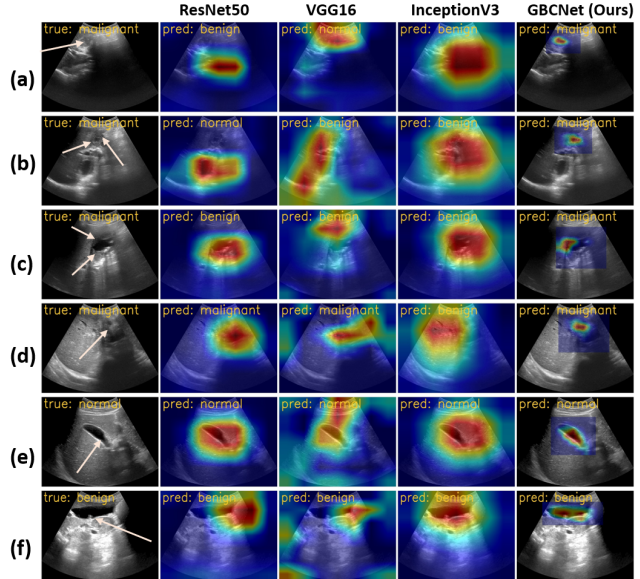 ResNet50 VGG16 InceptionV3 GBCNet (Ours)
(a) true: malignant pred: benign pred: normal pred: benign pred: malignant
(b) true: malignant pred: normal pred: benign pred: benign pred: malignant
(c) true: malignant pred: benign pred: benign pred: benign pred: malignant
(d) true: malignant pred: malignant pred: malignant pred: benign pred: malignant
(e) true: normal pred: normal pred: normal pred: normal pred: normal
(f) true: benign pred: benign pred: benign pred: benign pred: benign